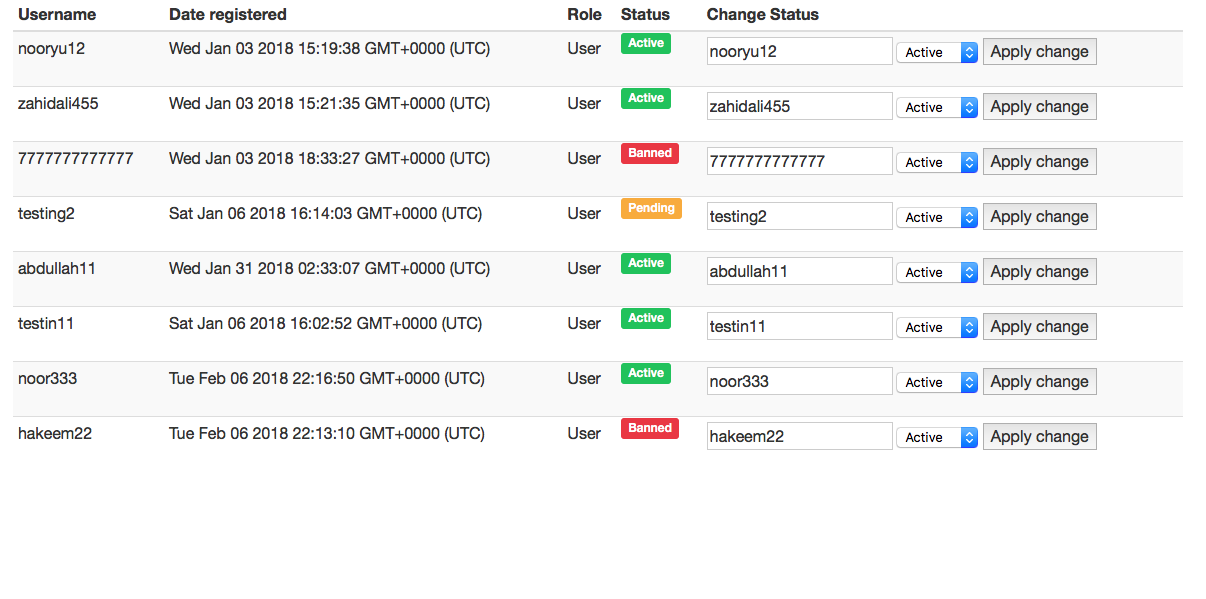 Username Date registered Role Status Change Status
nooryu12 Wed Jan 03 2018 15:19:38 GMT+0000 (UTC) User Active nooryu12 Active Apply change
zahidali455 Wed Jan 03 2018 15:21:35 GMT+0000 (UTC) User Active zahidali455 Active Apply change
7777777777777 Wed Jan 03 2018 18:33:27 GMT+0000 (UTC) User Banned 7777777777777 Active Apply change
testing2 Sat Jan 06 2018 16:14:03 GMT+0000 (UTC) User Pending testing2 Active Apply change
abdullah11 Wed Jan 31 2018 02:33:07 GMT+0000 (UTC) User Active abdullah11 Active Apply change
testin11 Sat Jan 06 2018 16:02:52 GMT+0000 (UTC) User Active testin11 Active Apply change
noor333 Tue Feb 06 2018 22:16:50 GMT+0000 (UTC) User Active noor333 Active Apply change
hakeem22 Tue Feb 06 2018 22:13:10 GMT+0000 (UTC) User Banned hakeem22 Active Apply change